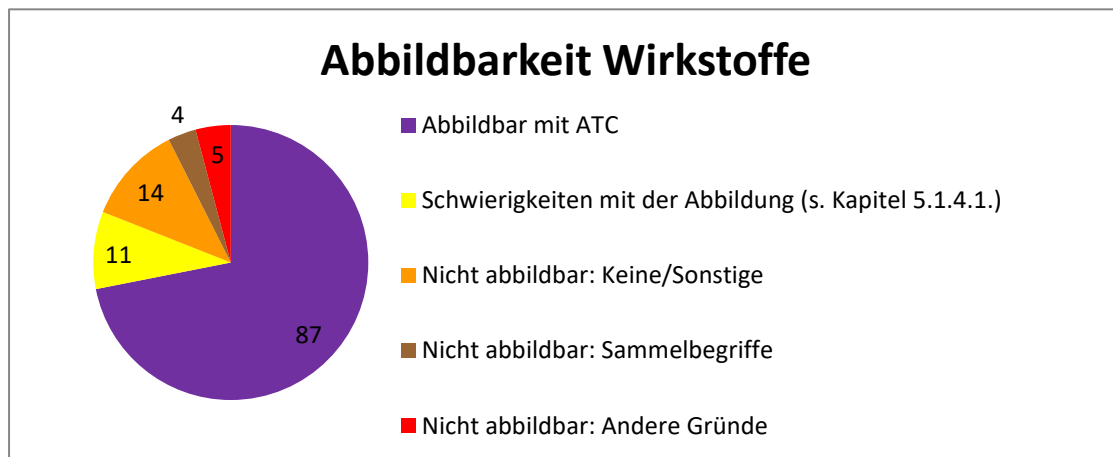 Abbildbarkeit Wirkstoffe
4
5
14
11
87
Abbildbar mit ATC
Schwierigkeiten mit der Abbildung (s. Kapitel 5.1.4.1.)
Nicht abbildbar: Keine/Sonstige
Nicht abbildbar: Sammelbegriffe
Nicht abbildbar: Andere Gründe